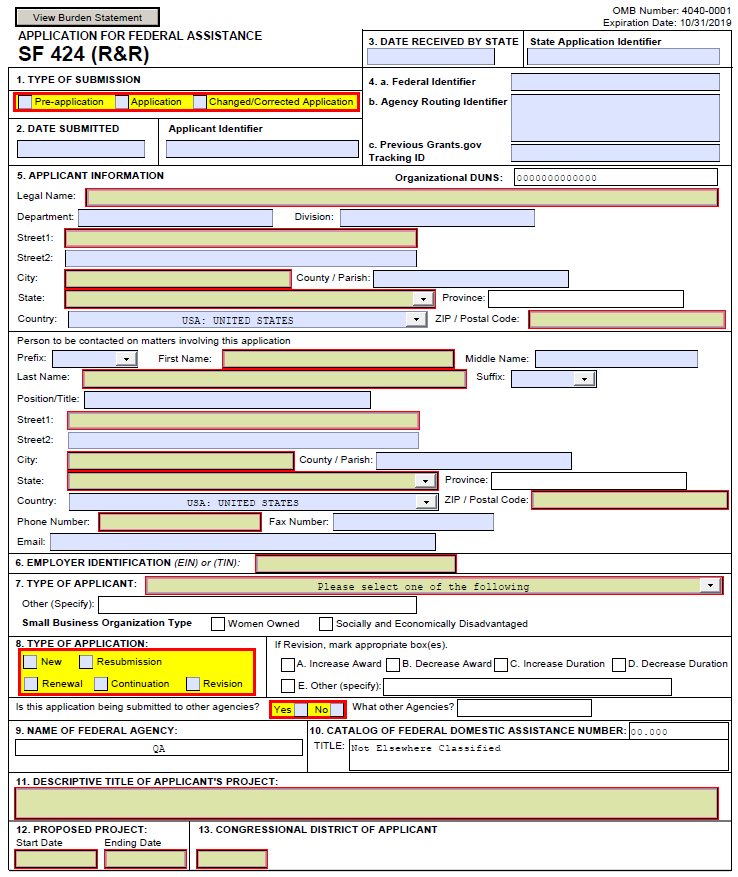 View Burden Statement
OMB Number: 4040-0001
Expiration Date: 10/31/2019
APPLICATION FOR FEDERAL ASSISTANCE
SF 424 (R&R)
3. DATE RECEIVED BY STATE
State Application Identifier
1. TYPE OF SUBMISSION
Pre-application
Application
Changed/Corrected Application
4. a. Federal Identifier
b. Agency Routing Identifier
2. DATE SUBMITTED
Applicant Identifier
c. Previous Grants.gov
Tracking ID
5. APPLICANT INFORMATION
Organizational DUNS:
0000000000000
Legal Name:
Department:
Division:
Street1:
Street2:
City:
County / Parish:
State:
Province:
Country:
USA: UNITED STATES
ZIP / Postal Code:
Person to be contacted on matters involving this application
Prefix:
First Name:
Middle Name:
Last Name:
Suffix:
Position/Title:
Street1:
Street2:
City:
County / Parish:
State:
Province:
Country:
USA: UNITED STATES
ZIP / Postal Code:
Phone Number:
Fax Number:
Email:
6. EMPLOYER IDENTIFICATION (EIN) or (TIN):
7. TYPE OF APPLICANT:
Please select one of the following
Other (Specify):
Small Business Organization Type
Women Owned
Socially and Economically Disadvantaged
8. TYPE OF APPLICATION:
New
Resubmission
Renewal
Continuation
Revision
If Revision, mark appropriate box(es).
A. Increase Award
B. Decrease Award
C. Increase Duration
D. Decrease Duration
E. Other (specify):
Is this application being submitted to other agencies?
Yes
No
What other Agencies?
9. NAME OF FEDERAL AGENCY:
QA
10. CATALOG OF FEDERAL DOMESTIC ASSISTANCE NUMBER:
00.000
TITLE:
Not Elsewhere Classified
11. DESCRIPTIVE TITLE OF APPLICANT'S PROJECT:
12. PROPOSED PROJECT:
Start Date
Ending Date
13. CONGRESSIONAL DISTRICT OF APPLICANT